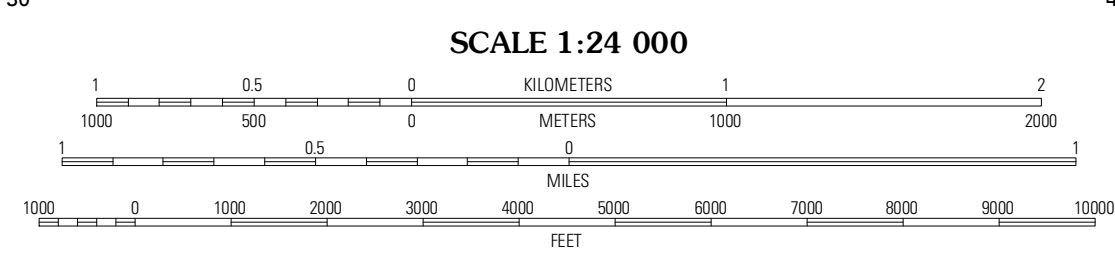 SCALE 1:24 000
1 0.5 0 KILOMETERS 1 2
1000 500 0 METERS 1000 2000
1 0.5 0 1
MILES
1000 0 1000 2000 3000 4000 5000 6000 7000 8000 9000 10000
FEET